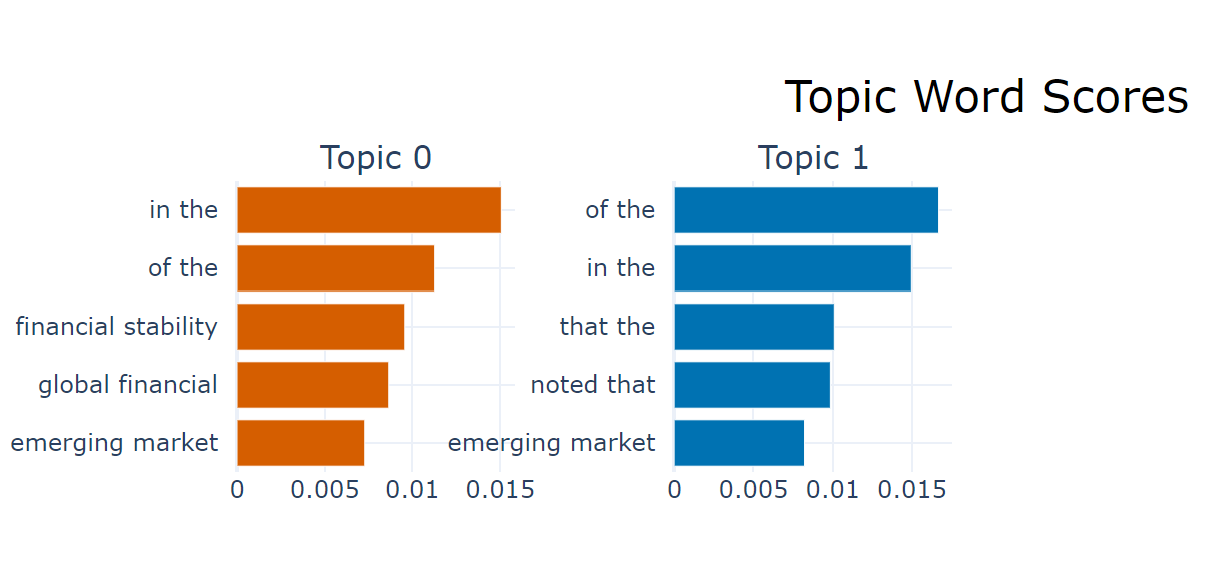 Topic Word Scores
Topic 0
in the
of the
financial stability
global financial
emerging market
0 0.005 0.01 0.015
Topic 1
of the
in the
that the
noted that
emerging market
0 0.005 0.01 0.015